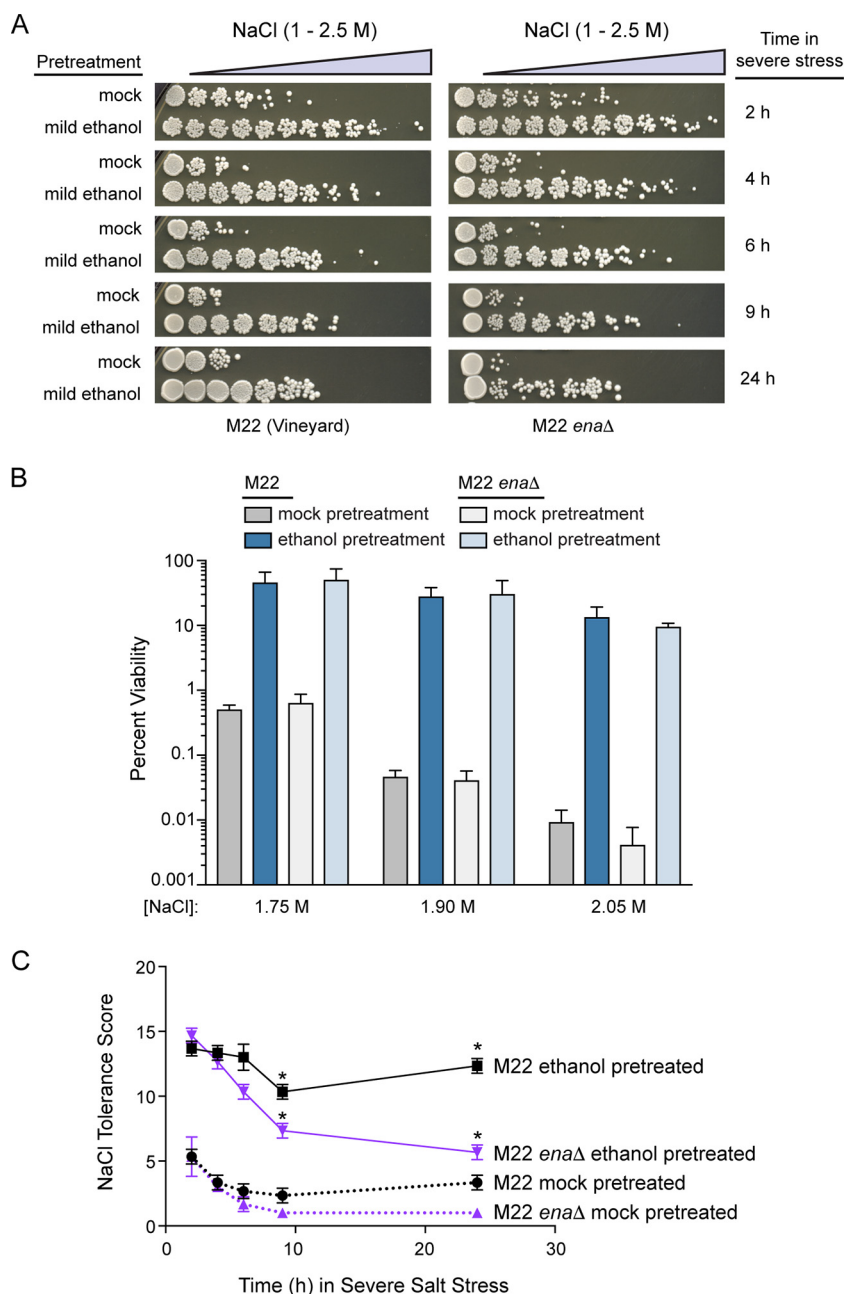 A
NaCl (1 - 2.5 M)
NaCl (1 - 2.5 M)
Time in
severe stress
Pretreatment
mock
mild ethanol
2 h
mock
mild ethanol
4 h
mock
mild ethanol
6 h
mock
mild ethanol
9 h
mock
mild ethanol
24 h
M22 (Vineyard)
M22 enaΔ
B
M22
M22 enaΔ
mock pretreatment
mock pretreatment
ethanol pretreatment
ethanol pretreatment
Percent Viability
100
10
1
0.1
0.01
0.001
[NaCl]:
1.75 M
1.90 M
2.05 M
C
NaCl Tolerance Score
20
15
10
5
0
* *
* *
M22 ethanol pretreated
M22 enaΔ ethanol pretreated
M22 mock pretreated
M22 enaΔ mock pretreated
0
10
20
30
Time (h) in Severe Salt Stress